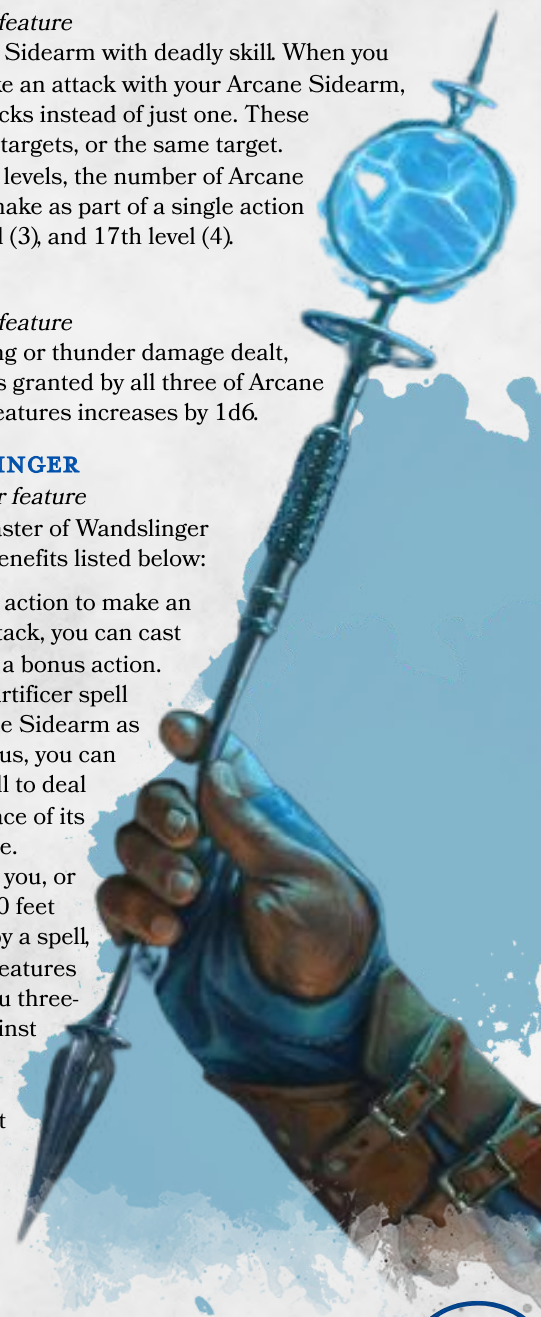 feature
Sidearm with deadly skill. When you
e an attack with your Arcane Sidearm,
cks instead of just one. These
targets, or the same target.
levels, the number of Arcane
make as part of a single action
l (3), and 17th level (4).
feature
ng or thunder damage dealt,
s granted by all three of Arcane
eatures increases by 1d6.
INGER
r feature
aster of Wandslinger
enefits listed below:
action to make an
tack, you can cast
a bonus action.
rtificer spell
e Sidearm as
us, you can
ll to deal
nce of its
e.
you, or
0 feet
by a spell,
eatures
u three-
inst
t